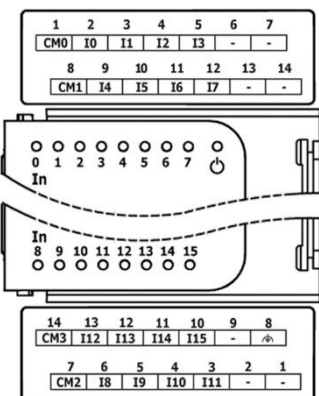 1 2 3 4 5 6 7
CM0 I0 I1 I2 I3 - -
8 9 10 11 12 13 14
CM1 I4 I5 I6 I7 - -
0 1 2 3 4 5 6 7
In
In
8 9 10 11 12 13 14 15
14 13 12 11 10 9 8
CM3 I12 I13 I14 I15 -
7 6 5 4 3 2 1
CM2 I8 I9 I10 I11 - -